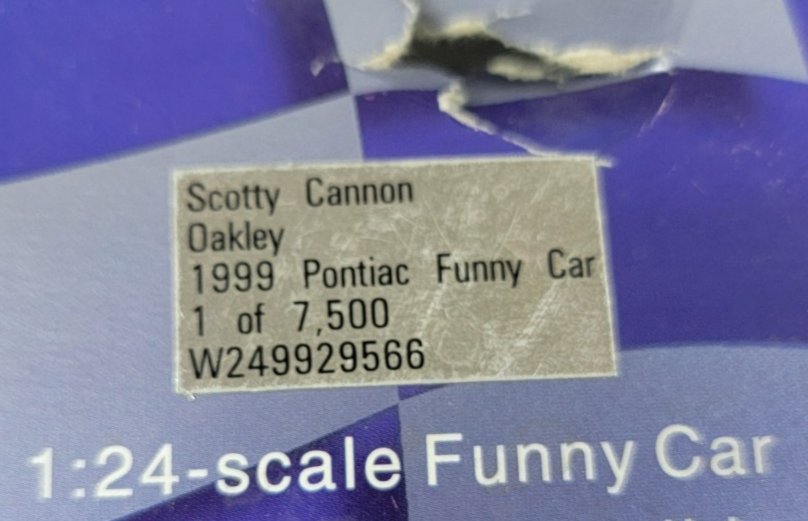 Scotty Cannon
Oakley
1999 Pontiac Funny Car
1 of 7,500
W249929566
1:24-scale Funny Car